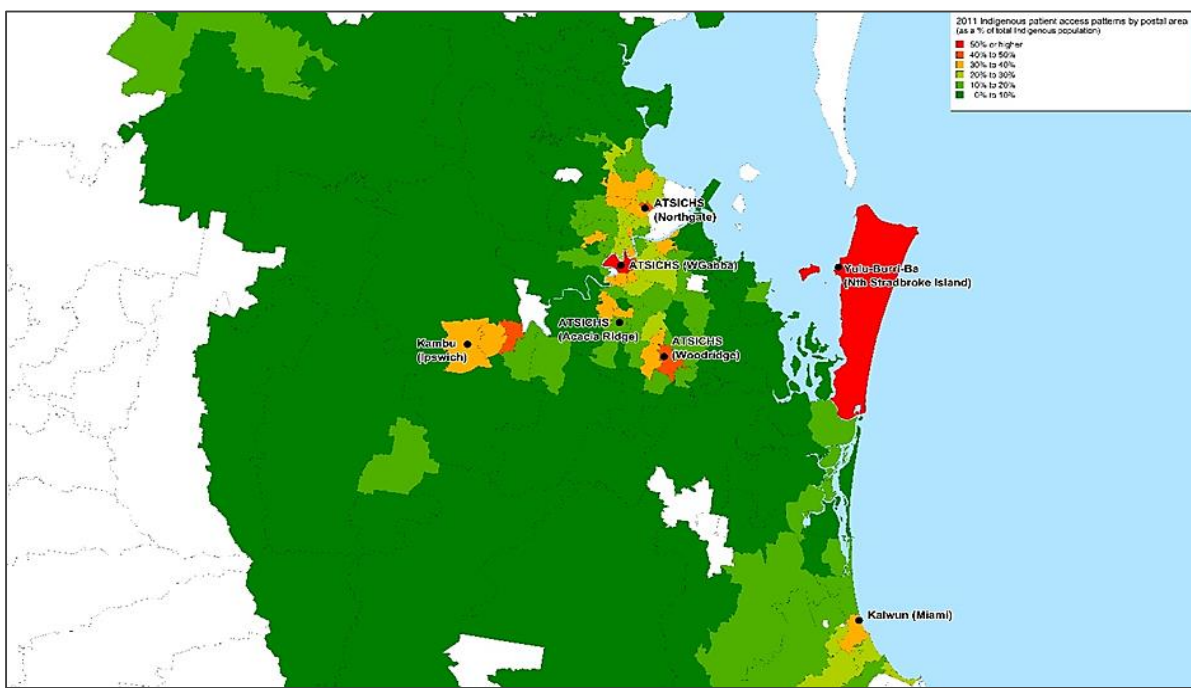 2011 Indigenous patient access patterns by postal area
(as a % of total Indigenous population)
50% or higher
40% to 50%
30% to 40%
20% to 30%
10% to 20%
0% to 10%
ATSICHS
(Northgate)
ATSICHS (WGabba)
Yulu-Burri-Ba
(Nth Stradbroke Island)
ATSICHS
(Acacia Ridge)
Kambu
(Ipswich)
ATSICHS
(Woodridge)
Kalwun (Miami)